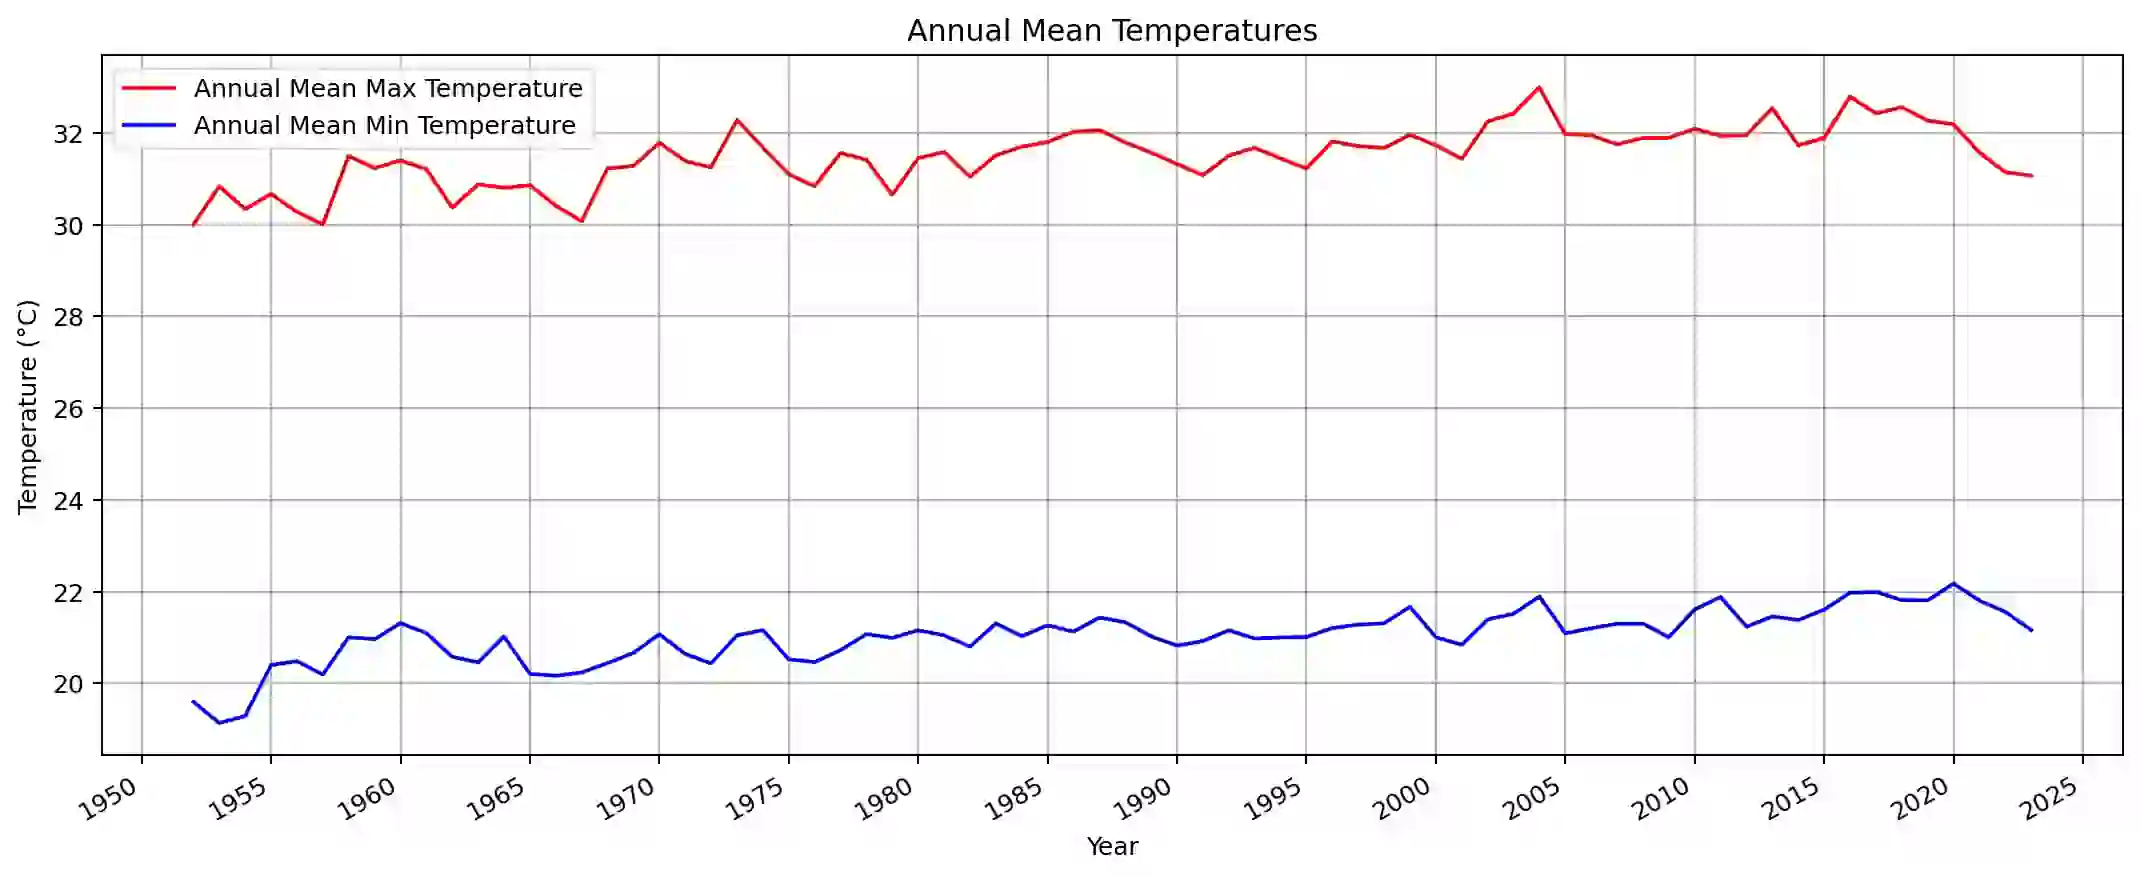 Annual Mean Temperatures
Annual Mean Max Temperature
Annual Mean Min Temperature
Temperature (°C)
32
30
28
26
24
22
20
1950 1955 1960 1965 1970 1975 1980 1985 1990 1995 2000 2005 2010 2015 2020 2025
Year